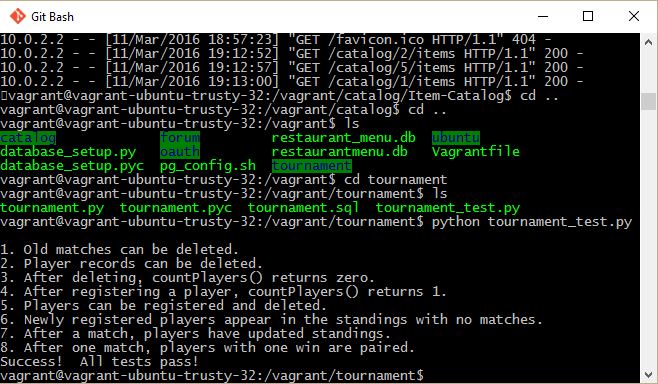 Git Bash
10.0.2.2 - - [11/Mar/2016 18:57:23] "GET /favicon.ico HTTP/1.1" 404 -
10.0.2.2 - - [11/Mar/2016 19:12:52] "GET /catalog/2/items HTTP/1.1" 200 -
10.0.2.2 - - [11/Mar/2016 19:12:57] "GET /catalog/5/items HTTP/1.1" 200 -
10.0.2.2 - - [11/Mar/2016 19:13:00] "GET /catalog/1/items HTTP/1.1" 200 -
vagrant@vagrant-ubuntu-trusty-32:/vagrant/catalog/Item-Catalog$ cd ..
vagrant@vagrant-ubuntu-trusty-32:/vagrant/catalog$ cd ..
vagrant@vagrant-ubuntu-trusty-32:/vagrant$ ls
catalog forum restaurant_menu.db ubuntu
database_setup.py oauth restaurantmenu.db Vagrantfile
database_setup.pyc pg_config.sh tournament
vagrant@vagrant-ubuntu-trusty-32:/vagrant$ cd tournament
vagrant@vagrant-ubuntu-trusty-32:/vagrant/tournament$ ls
tournament.py tournament.pyc tournament.sql tournament_test.py
vagrant@vagrant-ubuntu-trusty-32:/vagrant/tournament$ python tournament_test.py
1. Old matches can be deleted.
2. Player records can be deleted.
3. After deleting, countPlayers() returns zero.
4. After registering a player, countPlayers() returns 1.
5. Players can be registered and deleted.
6. Newly registered players appear in the standings with no matches.
7. After a match, players have updated standings.
8. After one match, players with one win are paired.
Success!  All tests pass!
vagrant@vagrant-ubuntu-trusty-32:/vagrant/tournament$